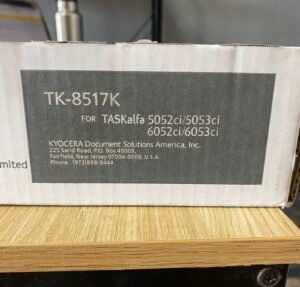 TK-8517K
FOR TASKalfa 5052ci/5053ci
6052ci/6053ci
KYOCERA Document Solutions America, Inc.
225 Sand Road, P.O. Box 40008,
Fairfield, New Jersey 07004-0008, U.S.A.
Phone : (973)808-8444
imited